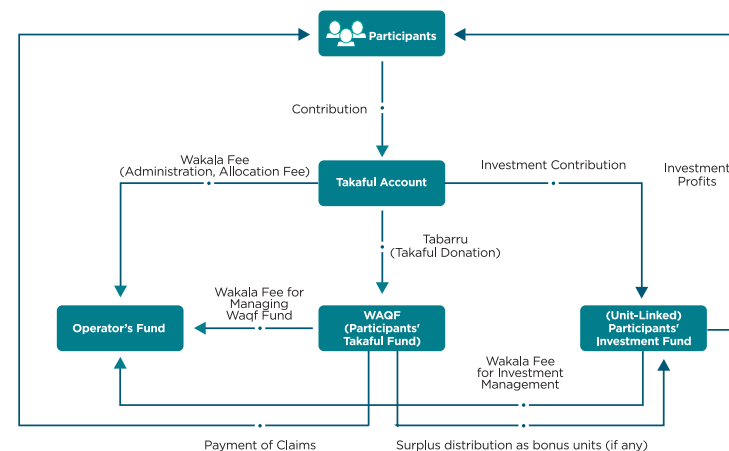 Participants
Contribution
Wakala Fee
(Administration, Allocation Fee)
Takaful Account
Investment Contribution
Investment
Profits
Tabarru
(Takaful Donation)
Wakala Fee for
Managing
Waqf Fund
Operator's Fund
WAQF
(Participants'
Takaful Fund)
(Unit-Linked)
Participants'
Investment Fund
Wakala Fee
for Investment
Management
Payment of Claims
Surplus distribution as bonus units (if any)